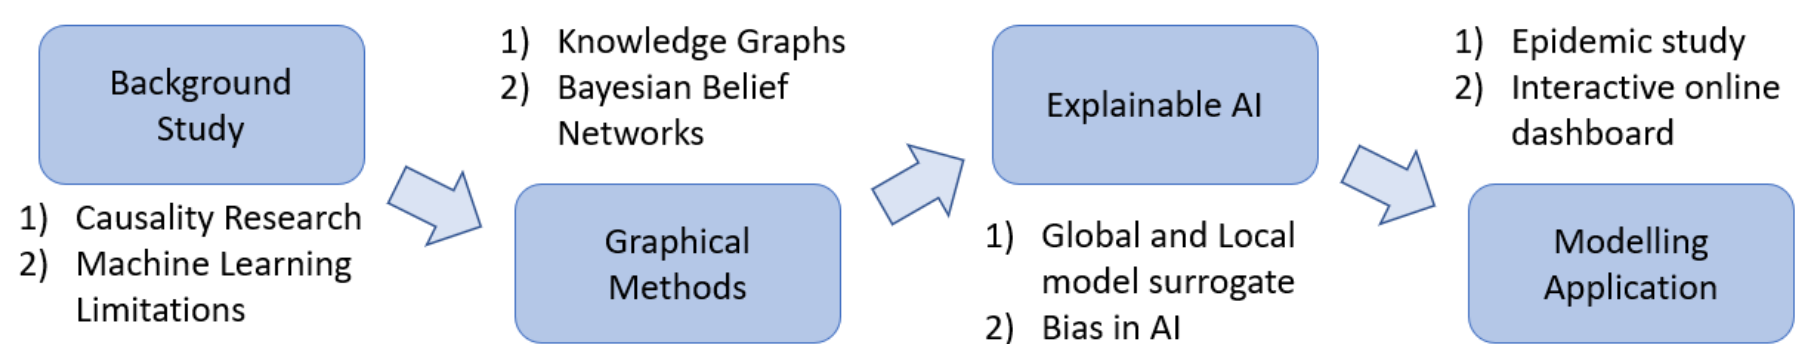 Background
Study
1) Causality Research
2) Machine Learning
Limitations
1) Knowledge Graphs
2) Bayesian Belief
Networks
Graphical
Methods
Explainable AI
1) Global and Local
model surrogate
2) Bias in AI
1) Epidemic study
2) Interactive online
dashboard
Modelling
Application